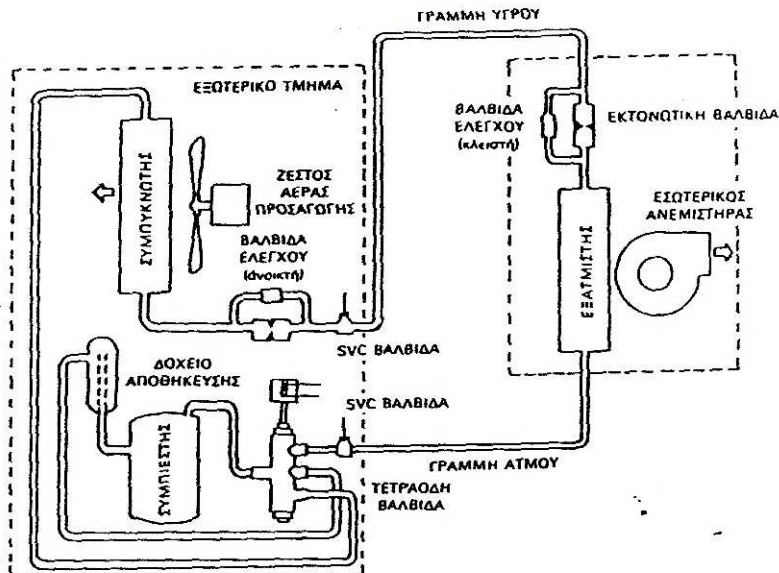 ΓΡΑΜΜΗ ΥΓΡΟΥ
ΕΞΩΤΕΡΙΚΟ ΤΜΗΜΑ
ΣΥΜΠΥΚΝΩΤΗΣ
ΖΕΣΤΟΣ
ΑΕΡΑΣ
ΠΡΟΣΑΓΩΓΗΣ
ΒΑΛΒΙΔΑ
ΕΛΕΓΧΟΥ
(ἀνοικτή)
SVC ΒΑΛΒΙΔΑ
ΒΑΛΒΙΔΑ
ΕΛΕΓΧΟΥ
(κλειστή)
ΕΚΤΟΝΩΤΙΚΗ ΒΑΛΒΙΔΑ
ΕΣΩΤΕΡΙΚΟΣ
ΑΝΕΜΙΣΤΗΡΑΣ
ΕΞΑΤΜΙΣΤΗΣ
ΔΟΧΕΙΟ
ΑΠΟΘΗΚΕΥΣΗΣ
ΣΥΜΠΙΕΣΤΗΣ
SVC ΒΑΛΒΙΔΑ
ΓΡΑΜΜΗ ΑΤΜΟΥ
ΤΕΤΡΑΟΔΗ
ΒΑΛΒΙΔΑ